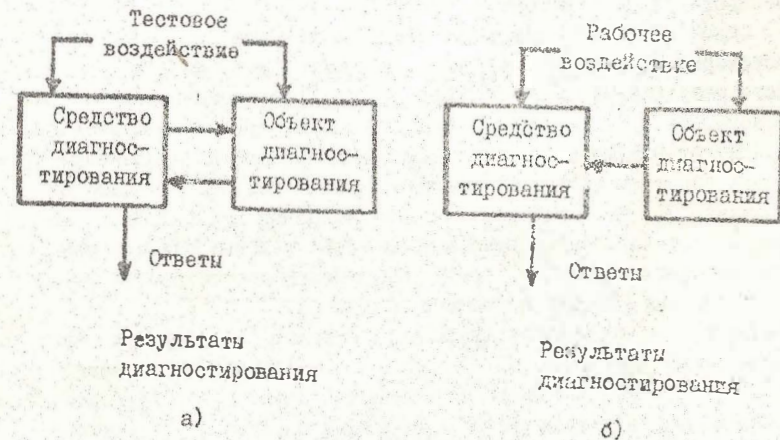 Тестовое
воздействие
Средство
диагнос-
тирования
Объект
диагнос-
тирования
Ответы
Результаты
диагностирования
а)
Рабочее
воздействие
Средство
диагнос-
тирования
Объект
диагнос-
тирования
Ответы
Результаты
диагностирования
б)